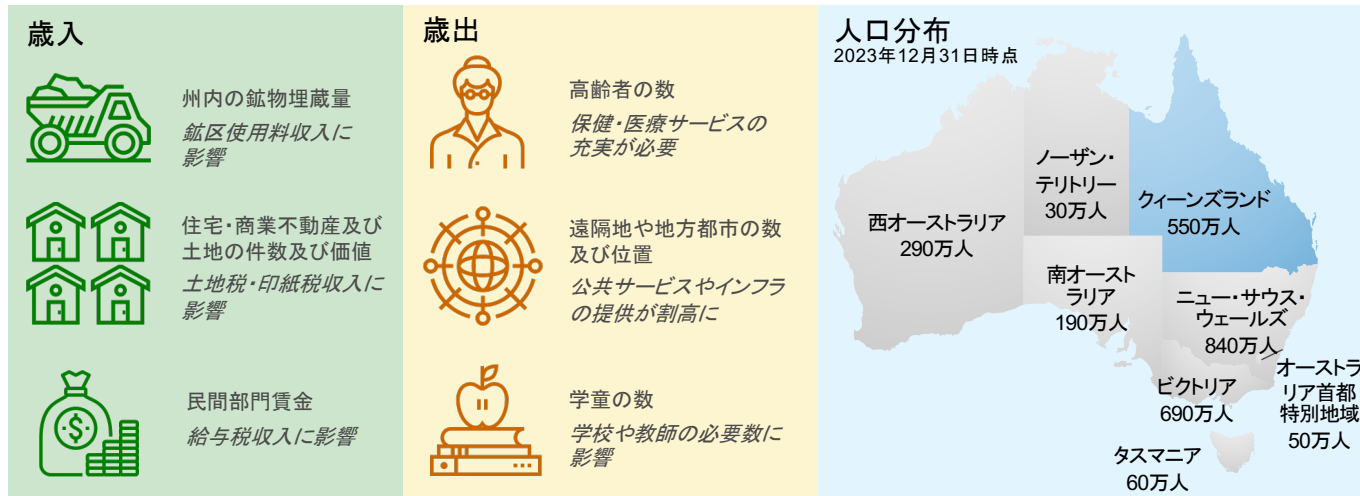 歳入
州内の鉱物埋蔵量
鉱区使用料収入に
影響
住宅・商業不動産及び
土地の件数及び価値
土地税・印紙税収入に
影響
民間部門賃金
給与税収入に影響
歳出
高齢者の数
保健・医療サービスの
充実が必要
遠隔地や地方都市の数
及び位置
公共サービスやインフラ
の提供が割高に
学童の数
学校や教師の必要数に
影響
人口分布
2023年12月31日時点
西オーストラリア
290万人
ノーザン・
テリトリー
30万人
クィーンズランド
550万人
南オースト
ラリア
190万人
ニュー・サウス・
ウェールズ
840万人
ビクトリア
690万人
オーストラ
リア首都
特別地域
50万人
タスマニア
60万人